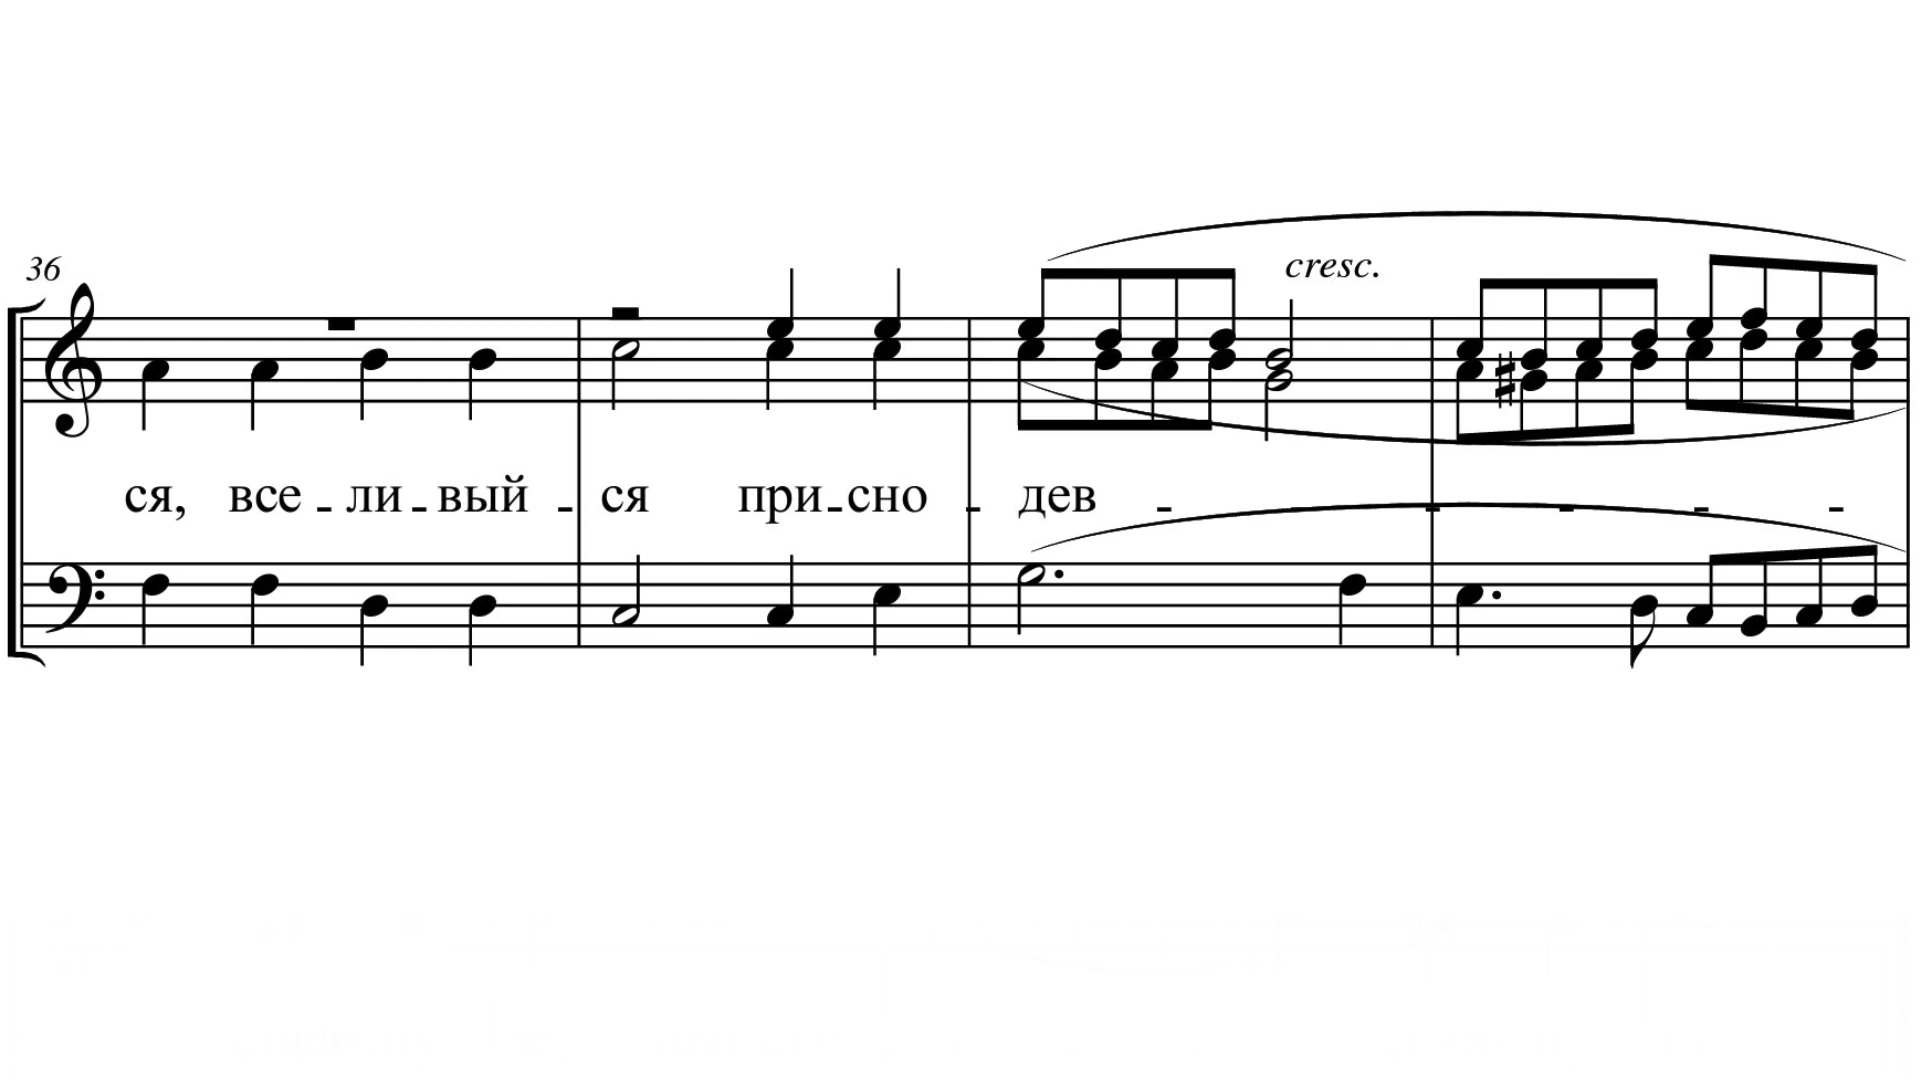 36
cresc.
ся, все - ли - вый - ся при - сно - дев - - - - -